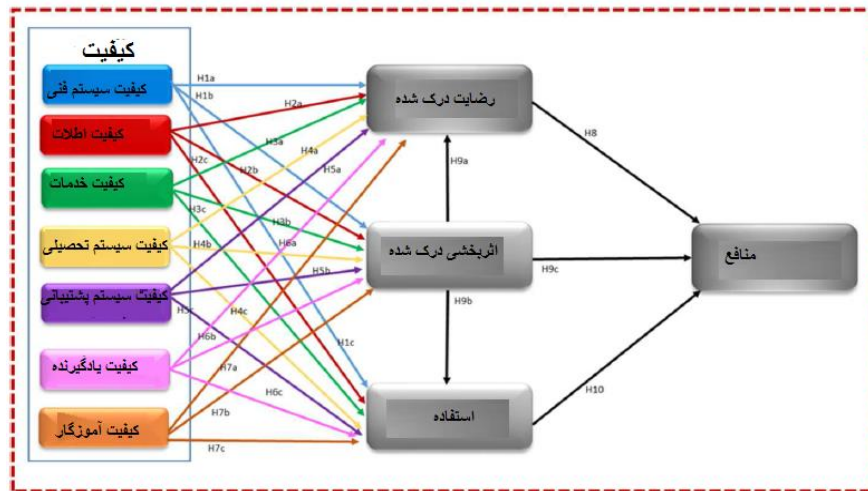 کیفیت
کیفیت سیستم فنی
کیفیت اطلات
کیفیت خدمات
کیفیت سیستم تحصیلی
کیفیت سیستم پشتیبانی
کیفیت یادگیرنده
کیفیت آموزگار
H1a
H1b
H2a
H2c
H3a
H4a
H2b
H5a
H3c
H3b
H6a
H4b
H5b
H5c
H4c
H6b
H1c
H7a
H6c
H7b
H7c
رضایت درک شده
H9a
اثربخشی درک شده
H9b
استفاده
H8
H9c
H10
منافع